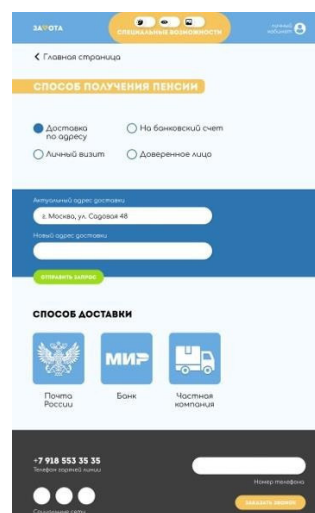 ЗАБОТА
СПЕЦИАЛЬНЫЕ ВОЗМОЖНОСТИ
личный
кабинет
Главная страница
СПОСОБ ПОЛУЧЕНИЯ ПЕНСИИ
Доставка
по адресу
На банковский счет
Личный визит
Доверенное лицо
Актуальный адрес доставки
г. Москва, ул. Садовая 48
Новый адрес доставки
ОТПРАВИТЬ ЗАПРОС
СПОСОБ ДОСТАВКИ
МИР
Почта
России
Банк
Частная
компания
+7 918 553 35 35
Телефон горячей линии
Номер телефона
ЗАКАЗАТЬ ЗВОНОК
Социальные сети